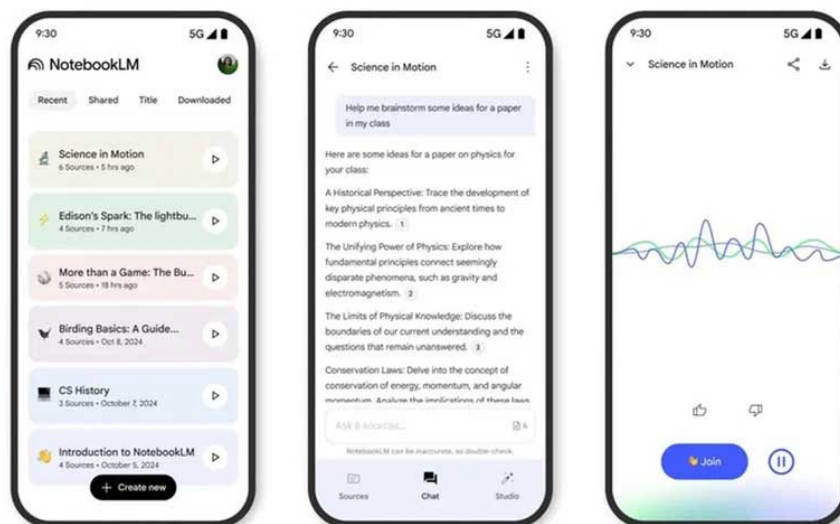 9:30
5G
NotebookLM
Recent
Shared
Title
Downloaded
Science in Motion
6 Sources • 5 hrs ago
Edison's Spark: The lightbu...
4 Sources • 7 hrs ago
More than a Game: The Bu...
5 Sources • 18 hrs ago
Birding Basics: A Guide...
4 Sources • Oct 8, 2024
CS History
3 Sources • October 7, 2024
Introduction to NotebookLM
4 Sources • October 5, 2024
+ Create new
9:30
5G
Science in Motion
Help me brainstorm some ideas for a paper
in my class
Here are some ideas for a paper on physics for
your class:
A Historical Perspective: Trace the development of
key physical principles from ancient times to
modern physics. 1
The Unifying Power of Physics: Explore how
fundamental principles connect seemingly
disparate phenomena, such as gravity and
electromagnetism. 2
The Limits of Physical Knowledge: Discuss the
boundaries of our current understanding and the
questions that remain unanswered. 3
Conservation Laws: Delve into the concept of
conservation of energy, momentum, and angular
momentum. Analyze the implications of these laws
Ask 6 sources...
6
NotebookLM can be inaccurate, so double-check.
Sources
Chat
Studio
9:30
5G
Science in Motion
Join